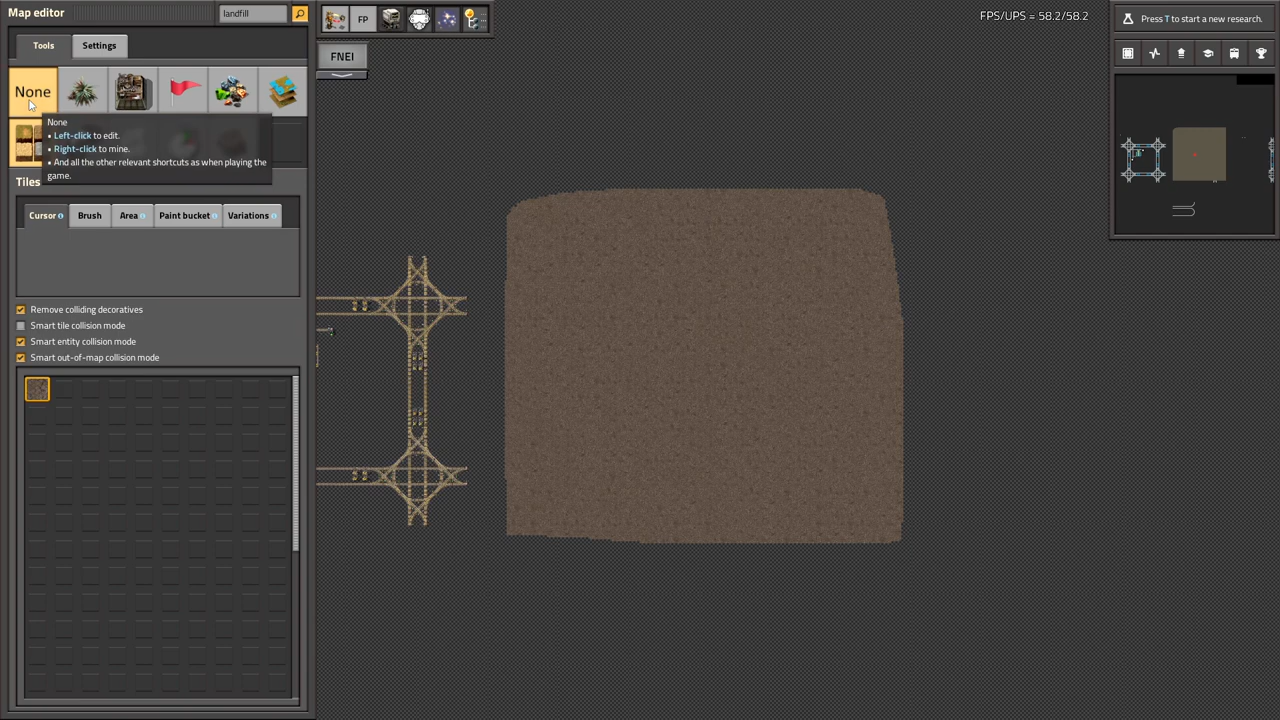 Map editor
landfill
Tools
Settings
None
None
• Left-click to edit.
• Right-click to mine.
• And all the other relevant shortcuts as when playing the
game.
Tiles
Cursor
Brush
Area
Paint bucket
Variations
Remove colliding decoratives
Smart tile collision mode
Smart entity collision mode
Smart out-of-map collision mode
FP
FNEI
FPS/UPS = 58.2/58.2
Press T to start a new research.